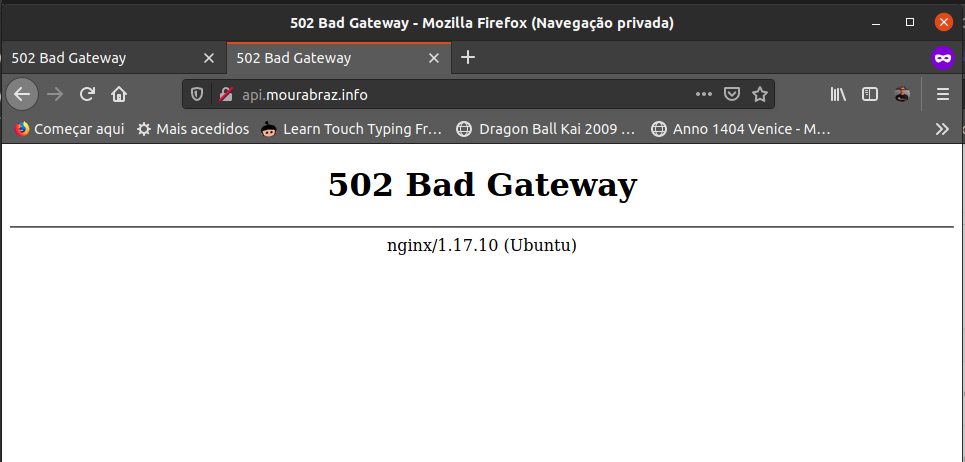 502 Bad Gateway - Mozilla Firefox (Navegação privada)
502 Bad Gateway
502 Bad Gateway
api.mourabraz.info
Começar aqui
Mais acedidos
Learn Touch Typing Fr...
Dragon Ball Kai 2009 ...
Anno 1404 Venice - M...
502 Bad Gateway
nginx/1.17.10 (Ubuntu)